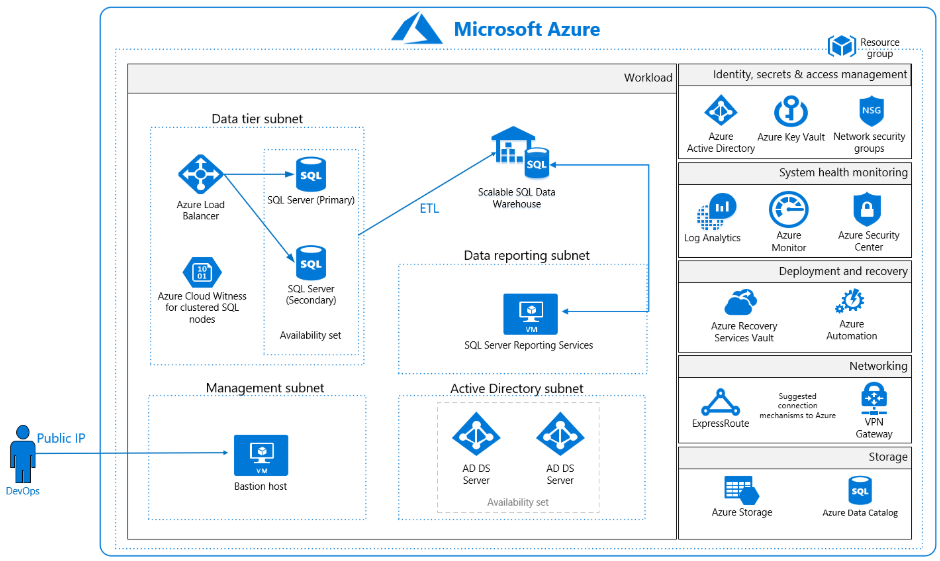 Microsoft Azure
Resource
group
Workload
Data tier subnet
Azure Load
Balancer
SQL
SQL Server (Primary)
SQL
SQL Server
(Secondary)
10
01
Azure Cloud Witness
for clustered SQL
nodes
Availability set
ETL
SQL
Scalable SQL Data
Warehouse
Data reporting subnet
VM
SQL Server Reporting Services
Management subnet
VM
Bastion host
Active Directory subnet
AD DS
Server
AD DS
Server
Availability set
Public IP
DevOps
Identity, secrets & access management
Azure
Active Directory
Azure Key Vault
NSG
Network security
groups
System health monitoring
Log Analytics
Azure
Monitor
Azure Security
Center
Deployment and recovery
Azure Recovery
Services Vault
Azure
Automation
Networking
ExpressRoute
Suggested
connection
mechanisms to Azure
VPN
Gateway
Storage
Azure Storage
SQL
Azure Data Catalog